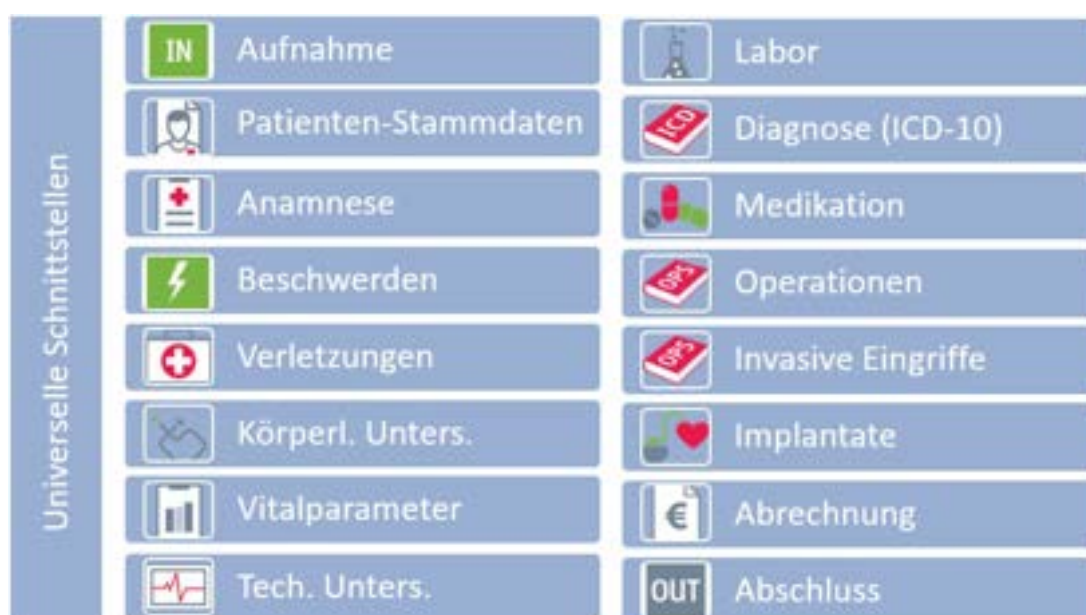 Universelle Schnittstellen
IN Aufnahme
Patienten-Stammdaten
Anamnese
Beschwerden
Verletzungen
Körperl. Unters.
Vitalparameter
Tech. Unters.
Labor
ICD Diagnose (ICD-10)
Medikation
OPS Operationen
OPS Invasive Eingriffe
Implantate
€ Abrechnung
OUT Abschluss